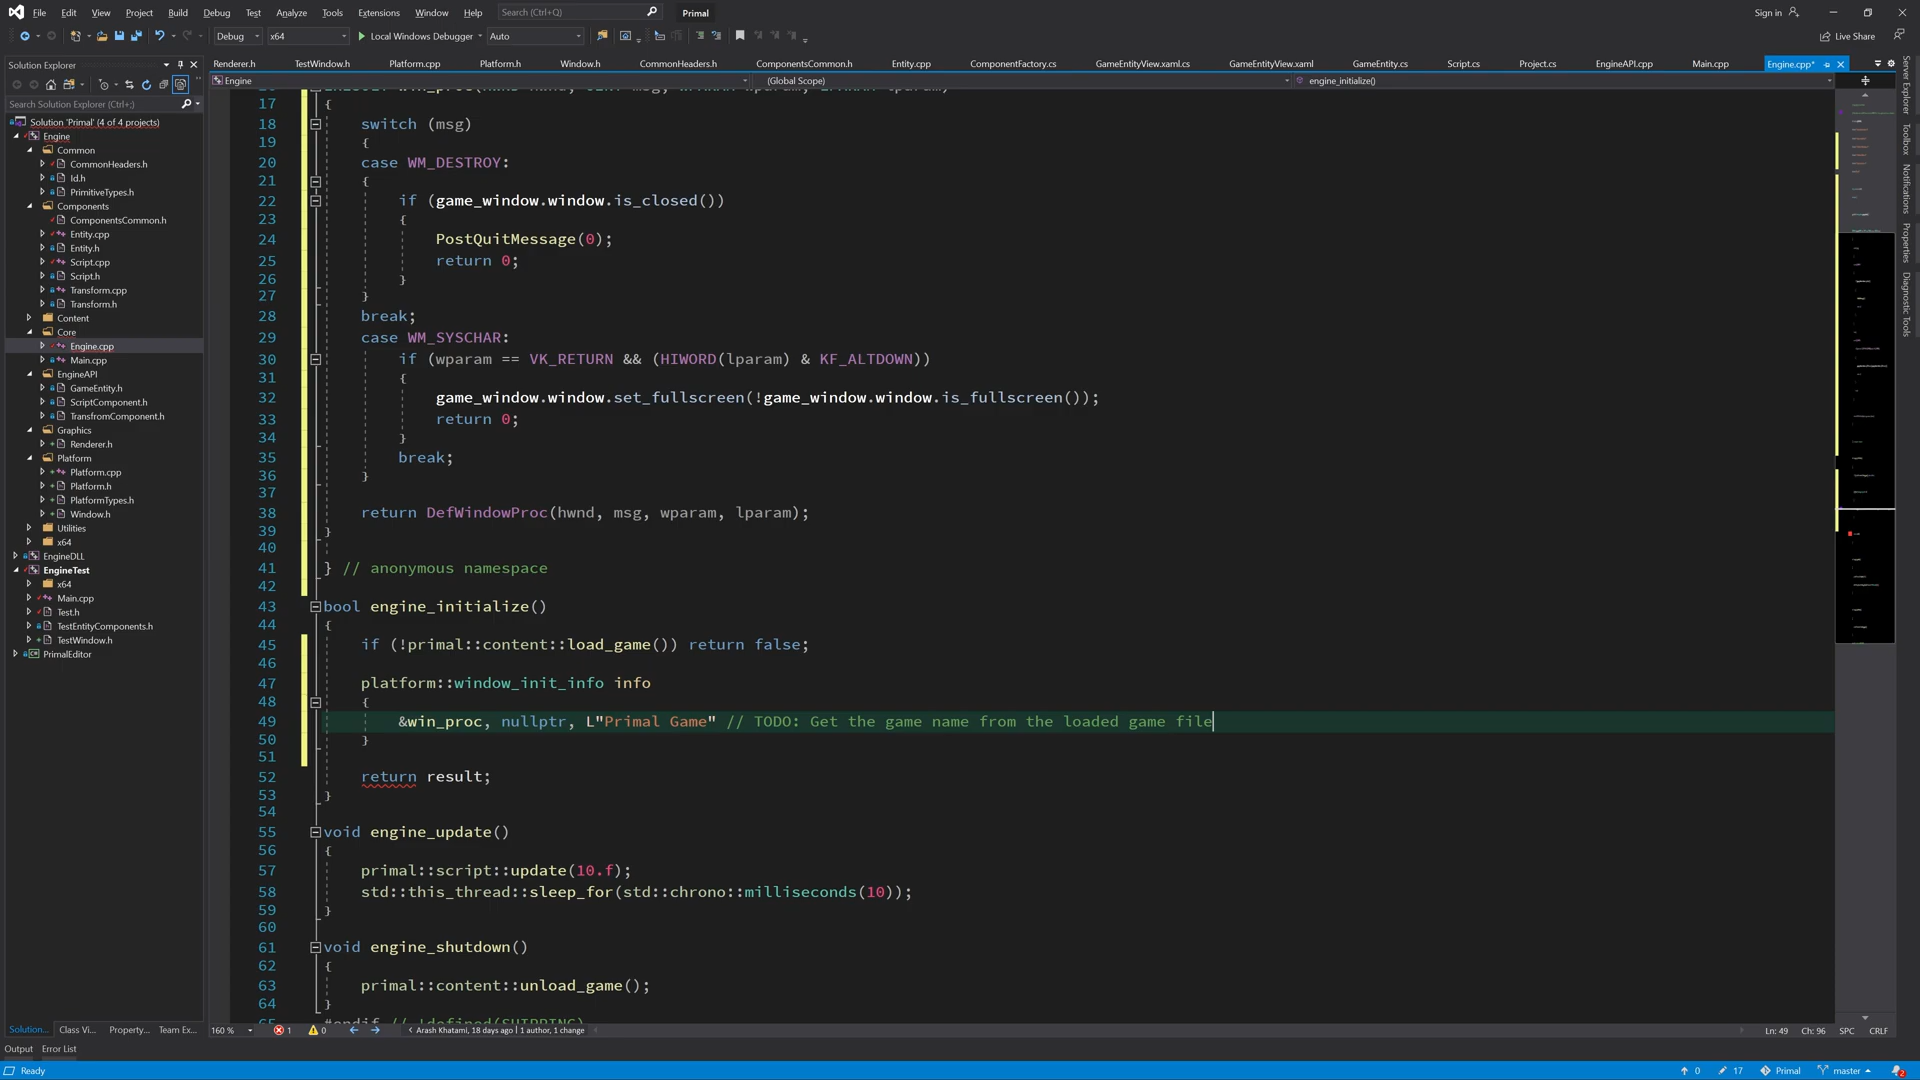 File Edit View Project Build Debug Test Analyze Tools Extensions Window Help Search (Ctrl+Q) Primal Sign in
Debug x64 Local Windows Debugger Auto Live Share
Solution Explorer
Search Solution Explorer (Ctrl+;)
Solution 'Primal' (4 of 4 projects)
Engine
Common
CommonHeaders.h
Id.h
PrimitiveTypes.h
Components
ComponentsCommon.h
Entity.cpp
Entity.h
Script.cpp
Script.h
Transform.cpp
Transform.h
Content
Core
Engine.cpp
Main.cpp
EngineAPI
GameEntity.h
ScriptComponent.h
TransfromComponent.h
Graphics
Renderer.h
Platform
Platform.cpp
Platform.h
PlatformTypes.h
Window.h
Utilities
x64
EngineDLL
EngineTest
x64
Main.cpp
Test.h
TestEntityComponents.h
TestWindow.h
PrimalEditor
Solution... Class Vi... Property... Team Ex...
Renderer.h TestWindow.h Platform.cpp Platform.h Window.h CommonHeaders.h ComponentsCommon.h Entity.cpp ComponentFactory.cs GameEntityView.xaml.cs GameEntityView.xaml GameEntity.cs Script.cs Project.cs EngineAPI.cpp Main.cpp Engine.cpp*
Engine (Global Scope) engine_initialize()
17 {
18 switch (msg)
19 {
20 case WM_DESTROY:
21 {
22 if (game_window.window.is_closed())
23 {
24 PostQuitMessage(0);
25 return 0;
26 }
27 }
28 break;
29 case WM_SYSCHAR:
30 if (wparam == VK_RETURN && (HIWORD(lparam) & KF_ALTDOWN))
31 {
32 game_window.window.set_fullscreen(!game_window.window.is_fullscreen());
33 return 0;
34 }
35 break;
36 }
37
38 return DefWindowProc(hwnd, msg, wparam, lparam);
39 }
40
41 } // anonymous namespace
42
43 bool engine_initialize()
44 {
45 if (!primal::content::load_game()) return false;
46
47 platform::window_init_info info
48 {
49 &win_proc, nullptr, L"Primal Game" // TODO: Get the game name from the loaded game file
50 }
51
52 return result;
53 }
54
55 void engine_update()
56 {
57 primal::script::update(10.f);
58 std::this_thread::sleep_for(std::chrono::milliseconds(10));
59 }
60
61 void engine_shutdown()
62 {
63 primal::content::unload_game();
64 }
65 #endif // !defined(SHIPPING)
160 % 1 0 Arash Khatami, 18 days ago | 1 author, 1 change Ln: 49 Ch: 96 SPC CRLF
Output Error List
Ready 0 17 Primal master 2
Server Explorer
Toolbox
Notifications
Properties
Diagnostic Tools